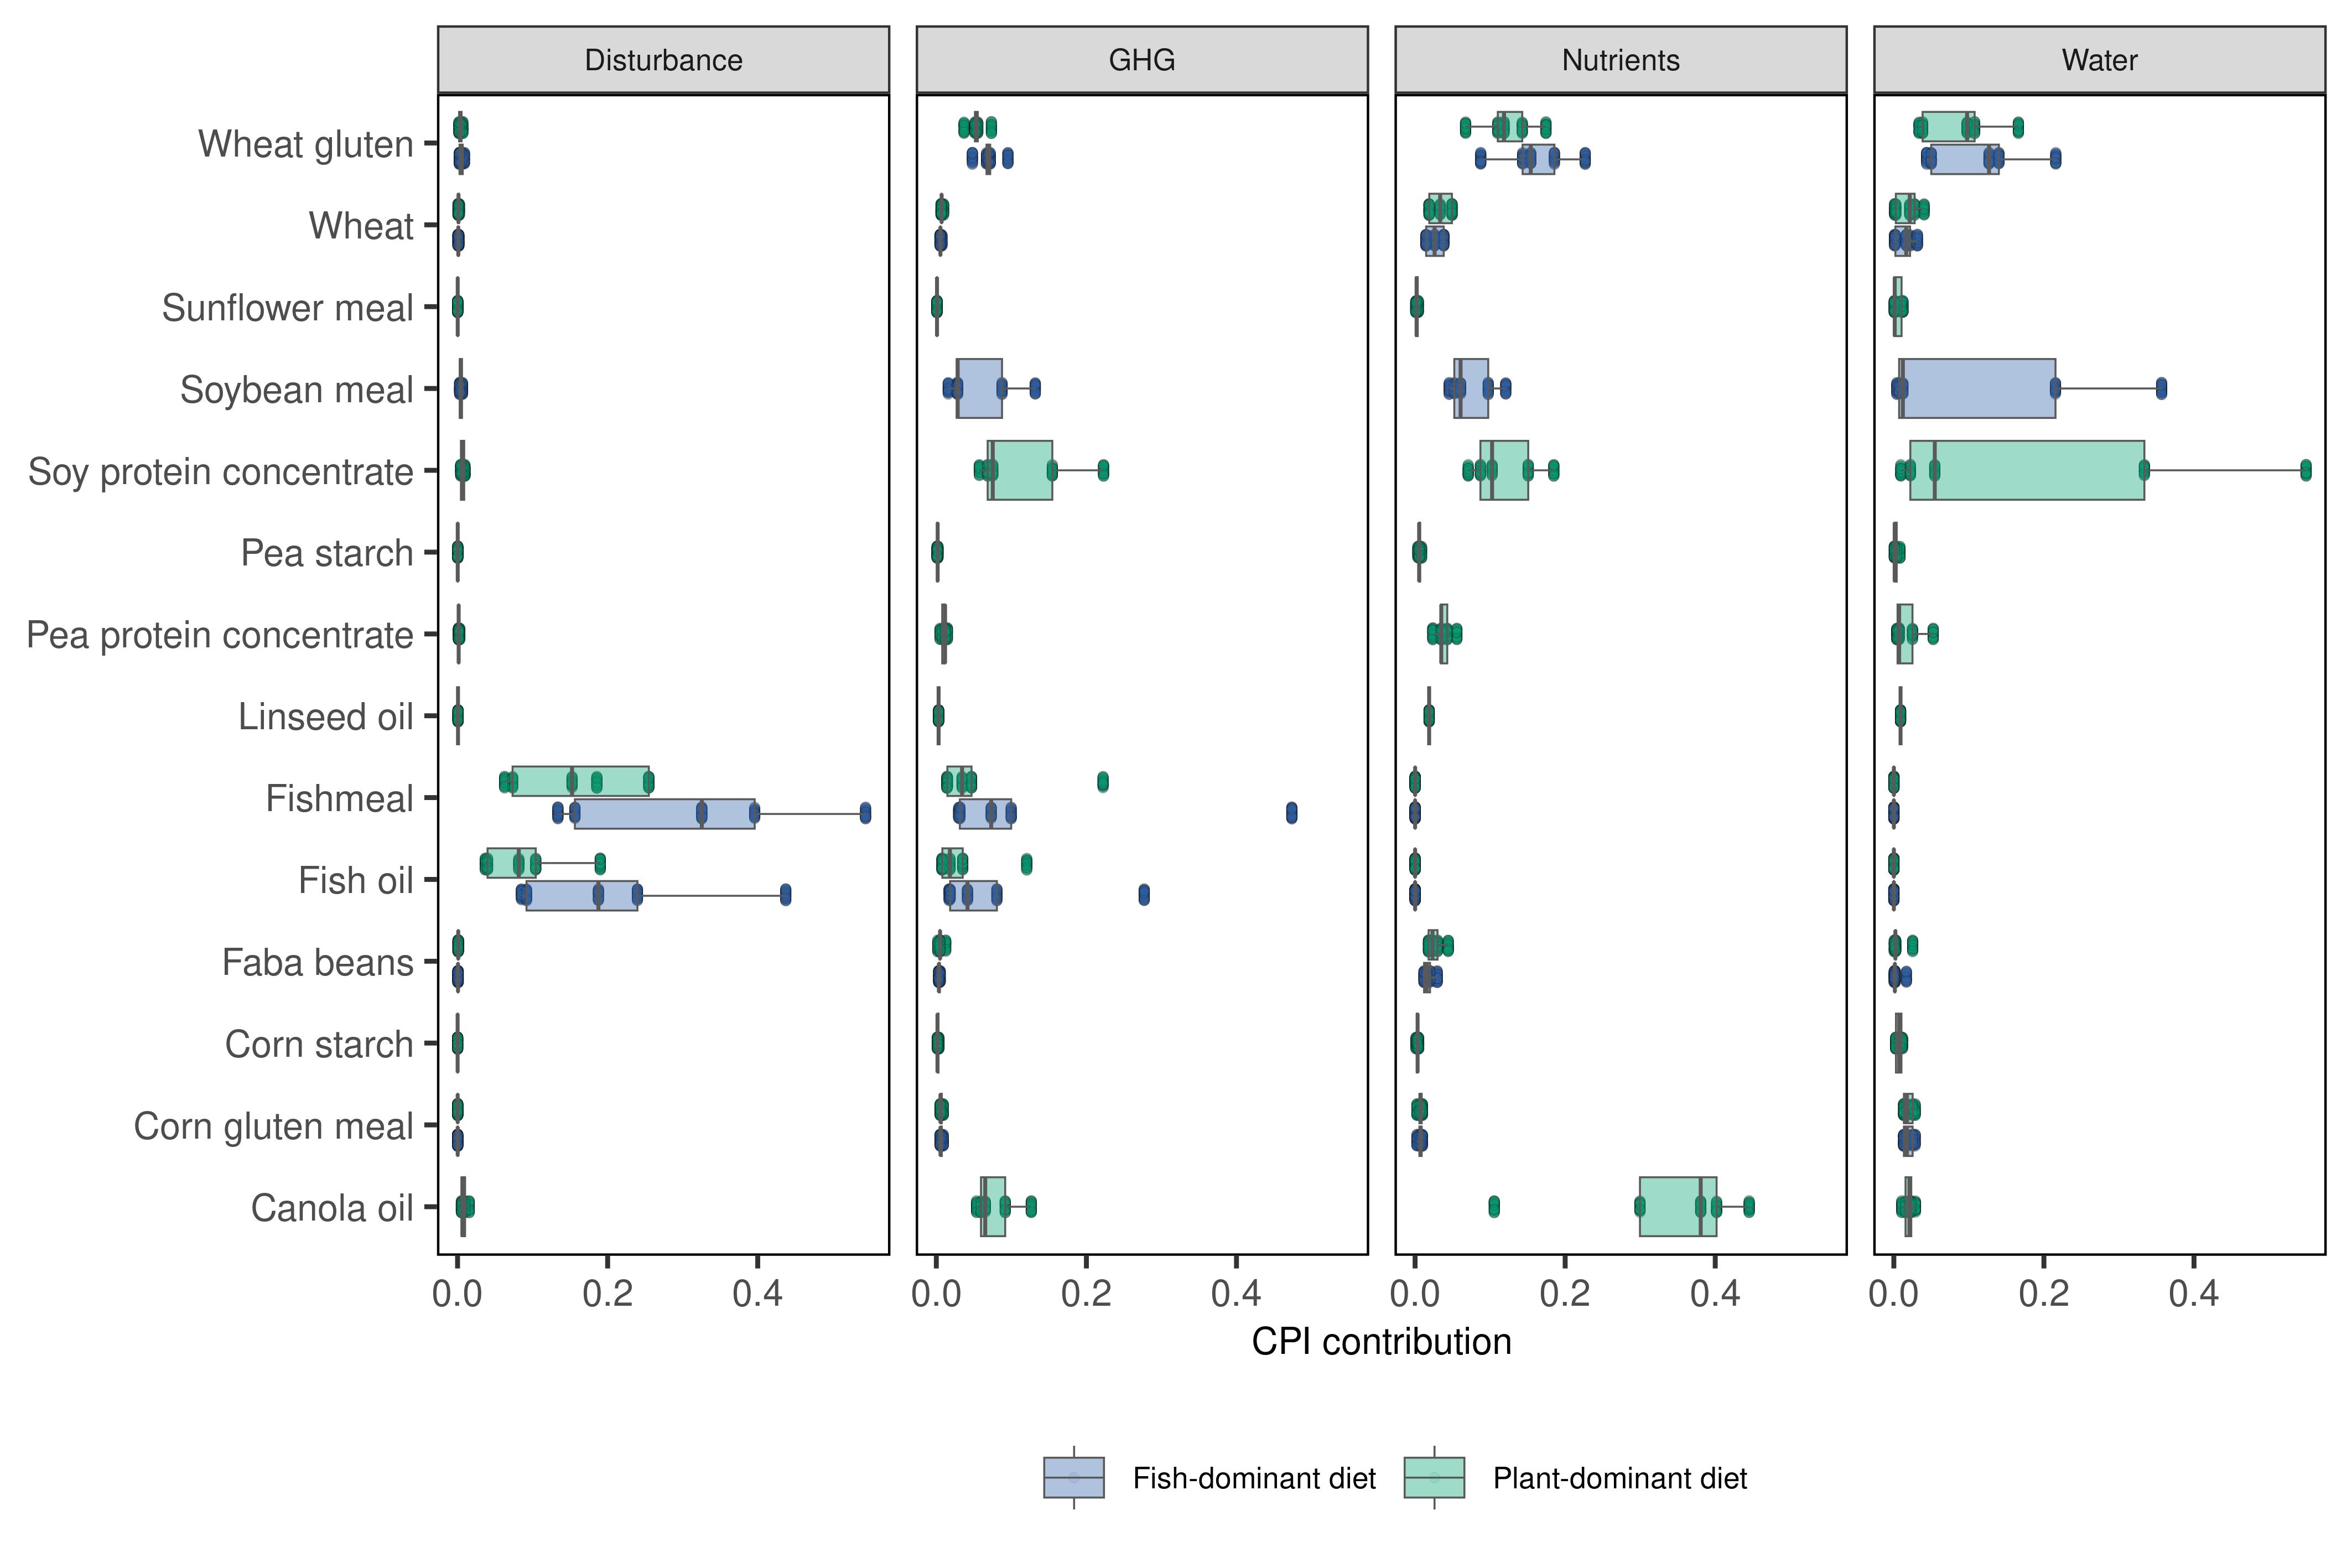 Disturbance GHG Nutrients Water
Wheat gluten
Wheat
Sunflower meal
Soybean meal
Soy protein concentrate
Pea starch
Pea protein concentrate
Linseed oil
Fishmeal
Fish oil
Faba beans
Corn starch
Corn gluten meal
Canola oil
0.0 0.2 0.4 0.0 0.2 0.4 0.0 0.2 0.4 0.0 0.2 0.4
CPI contribution
Fish-dominant diet Plant-dominant diet